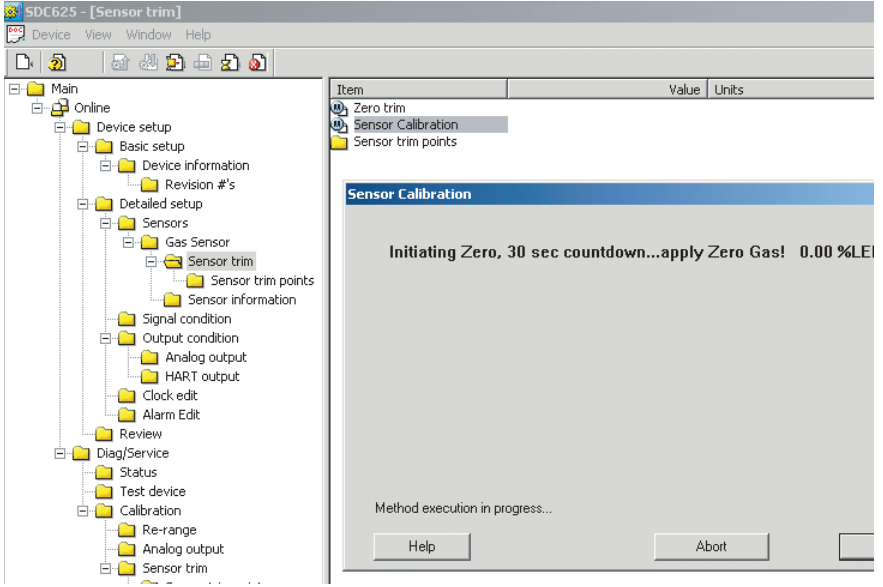 SDC625 - [Sensor trim]
Device View Window Help
Main
Online
Device setup
Basic setup
Device information
Revision #'s
Detailed setup
Sensors
Gas Sensor
Sensor trim
Sensor trim points
Sensor information
Signal condition
Output condition
Analog output
HART output
Clock edit
Alarm Edit
Review
Diag/Service
Status
Test device
Calibration
Re-range
Analog output
Sensor trim
Item Value Units
Zero trim
Sensor Calibration
Sensor trim points
Sensor Calibration
Initiating Zero, 30 sec countdown...apply Zero Gas! 0.00 %LEL
Method execution in progress...
Help Abort